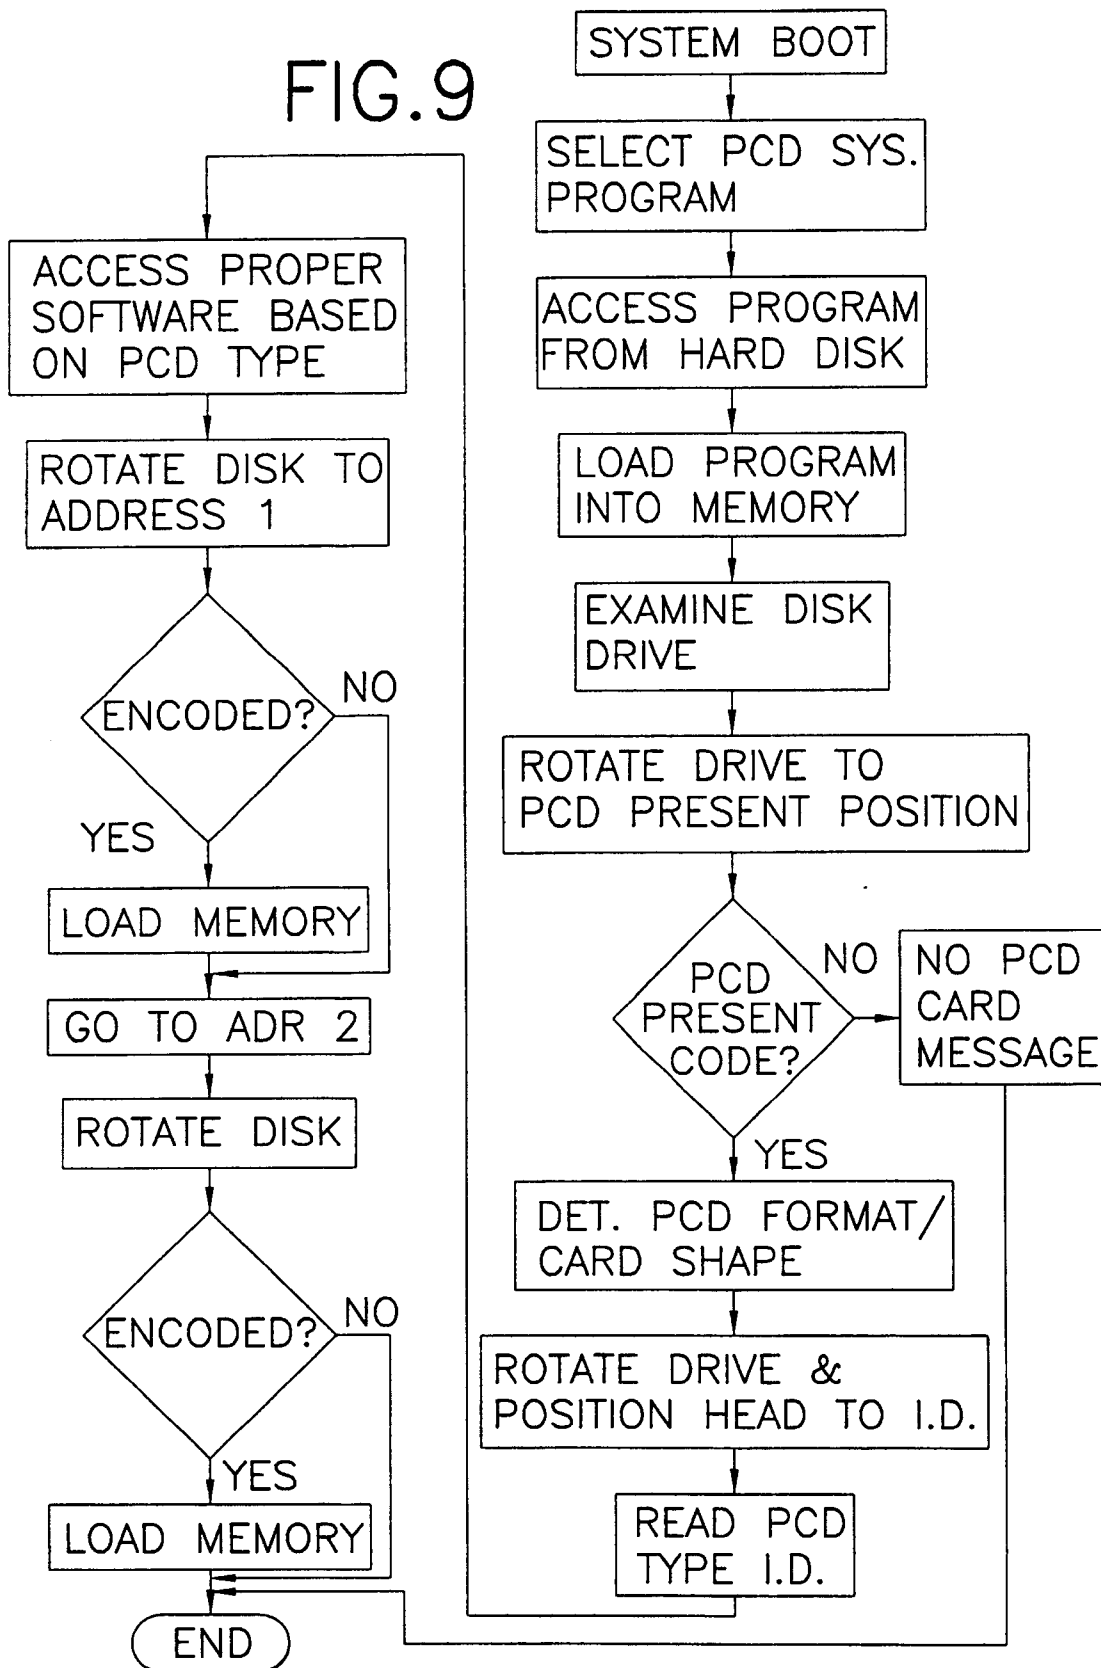 FIG.9
SYSTEM BOOT
SELECT PCD SYS.
PROGRAM
ACCESS PROGRAM
FROM HARD DISK
LOAD PROGRAM
INTO MEMORY
EXAMINE DISK
DRIVE
ROTATE DRIVE TO
PCD PRESENT POSITION
PCD
PRESENT
CODE?
NO
NO PCD
CARD
MESSAGE
YES
DET. PCD FORMAT/
CARD SHAPE
ROTATE DRIVE &
POSITION HEAD TO I.D.
READ PCD
TYPE I.D.
ACCESS PROPER
SOFTWARE BASED
ON PCD TYPE
ROTATE DISK TO
ADDRESS 1
ENCODED?
NO
YES
LOAD MEMORY
GO TO ADR 2
ROTATE DISK
ENCODED?
NO
YES
LOAD MEMORY
END